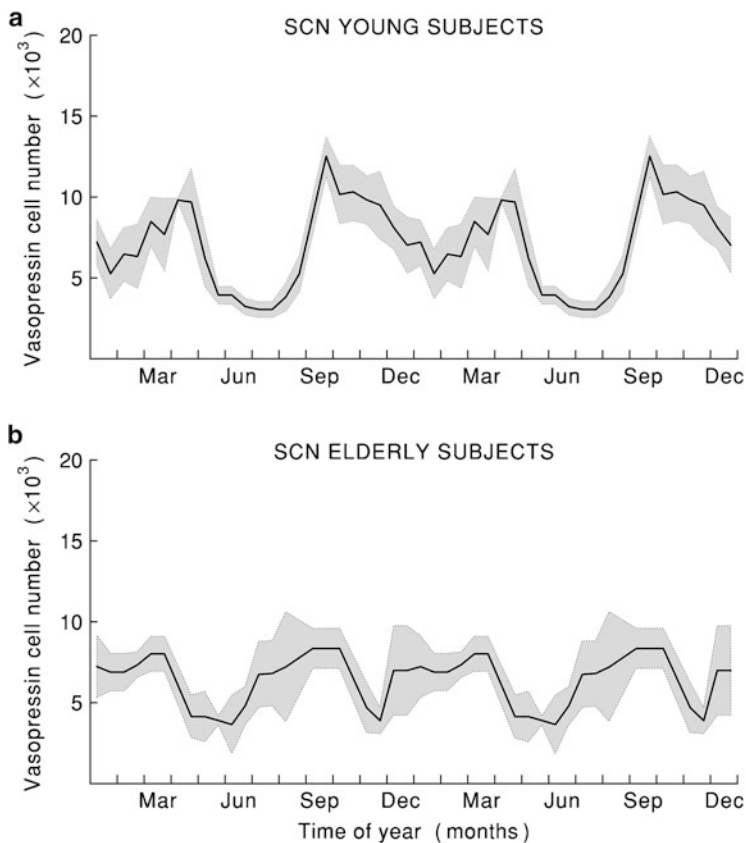 a
SCN YOUNG SUBJECTS
Vasopressin cell number (×10³)
20
15
10
5
Mar Jun Sep Dec Mar Jun Sep Dec
b
SCN ELDERLY SUBJECTS
Vasopressin cell number (×10³)
20
15
10
5
Mar Jun Sep Dec Mar Jun Sep Dec
Time of year (months)